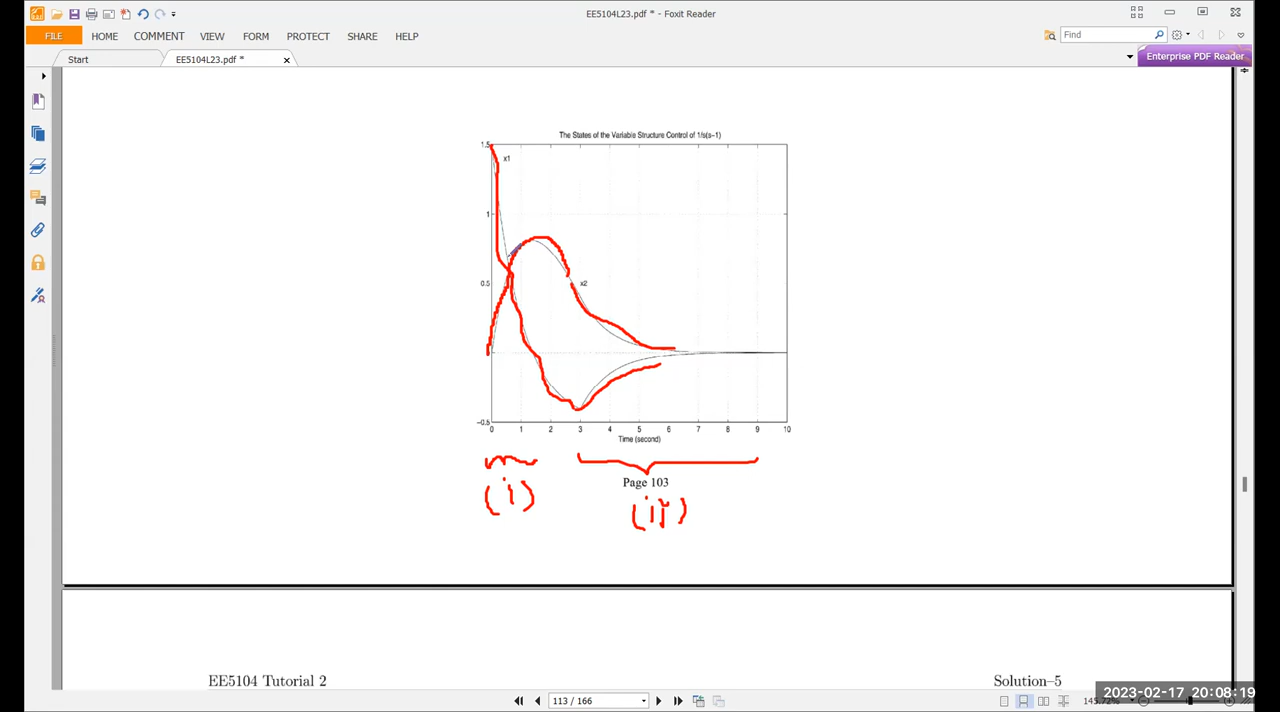 EE5104L23.pdf * - Foxit Reader
FILE HOME COMMENT VIEW FORM PROTECT SHARE HELP Find
Start EE5104L23.pdf * Enterprise PDF Reader
The States of the Variable Structure Control of 1/s(s-1)
1.5
x1
1
0.5
x2
0
-0.5
0 1 2 3 4 5 6 7 8 9 10
Time (second)
Page 103
(i)
(ii)
EE5104 Tutorial 2 Solution–5
113 / 166
2023-02-17 20:08:19